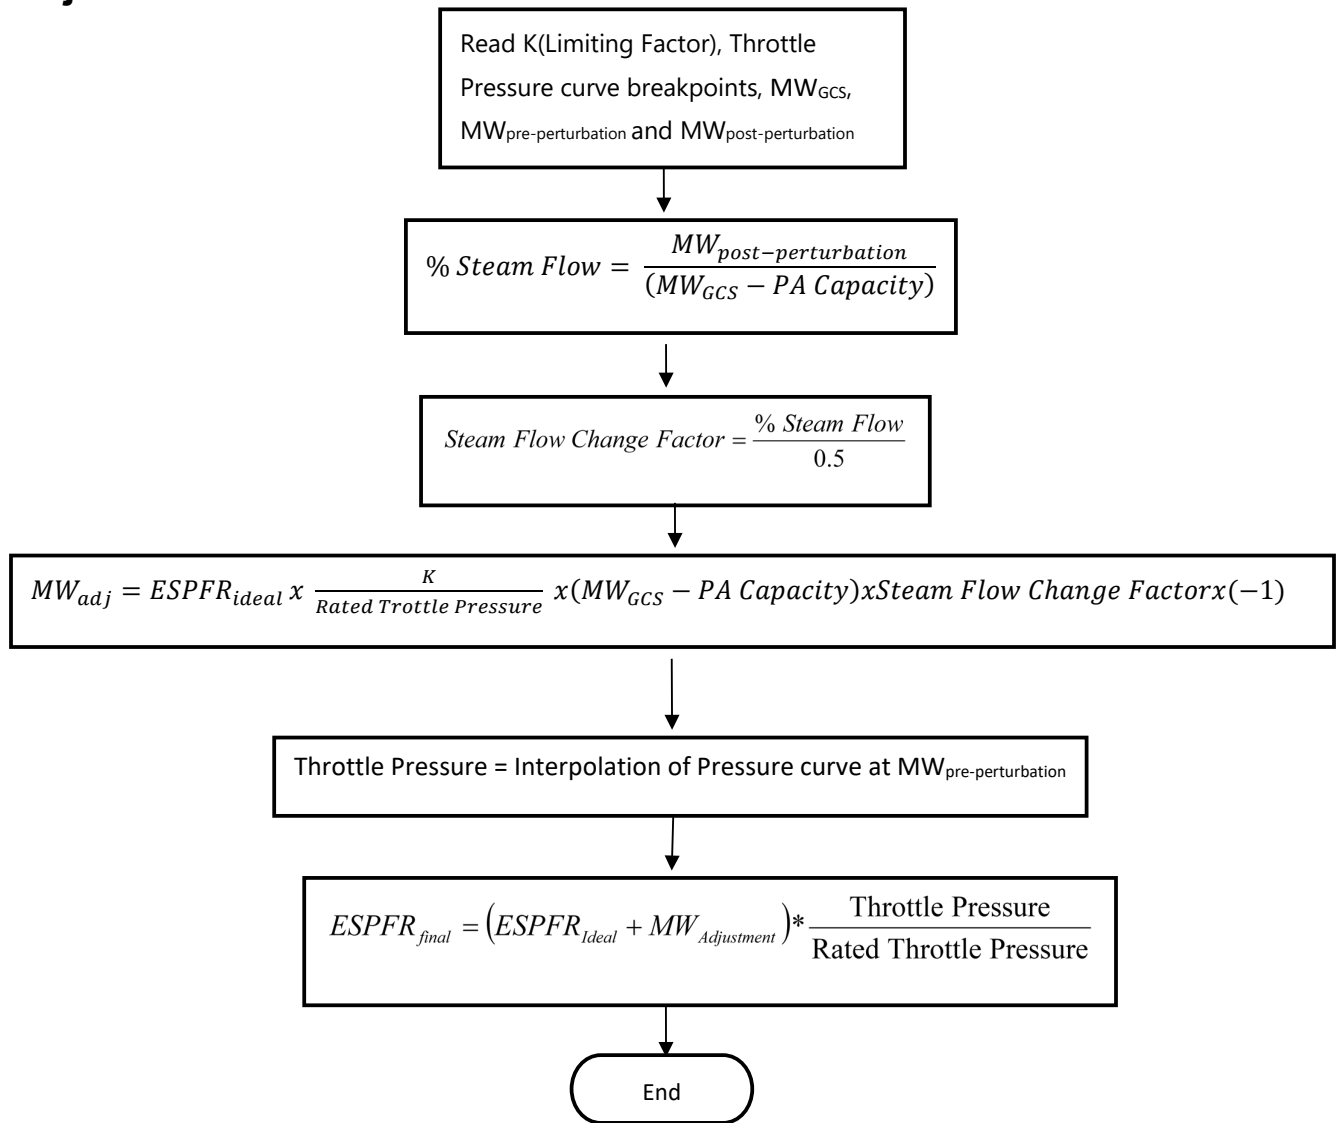 Read K(Limiting Factor), Throttle
Pressure curve breakpoints, MWGCS,
MWpre-perturbation and MWpost-perturbation
% Steam Flow = MWpost−perturbation / (MWGCS − PA Capacity)
Steam Flow Change Factor = % Steam Flow / 0.5
MWadj = ESPFRideal x K / Rated Trottle Pressure x(MWGCS − PA Capacity)xSteam Flow Change Factorx(−1)
Throttle Pressure = Interpolation of Pressure curve at MWpre-perturbation
ESPFRfinal = (ESPFRIdeal + MWAdjustment)* Throttle Pressure / Rated Throttle Pressure
End